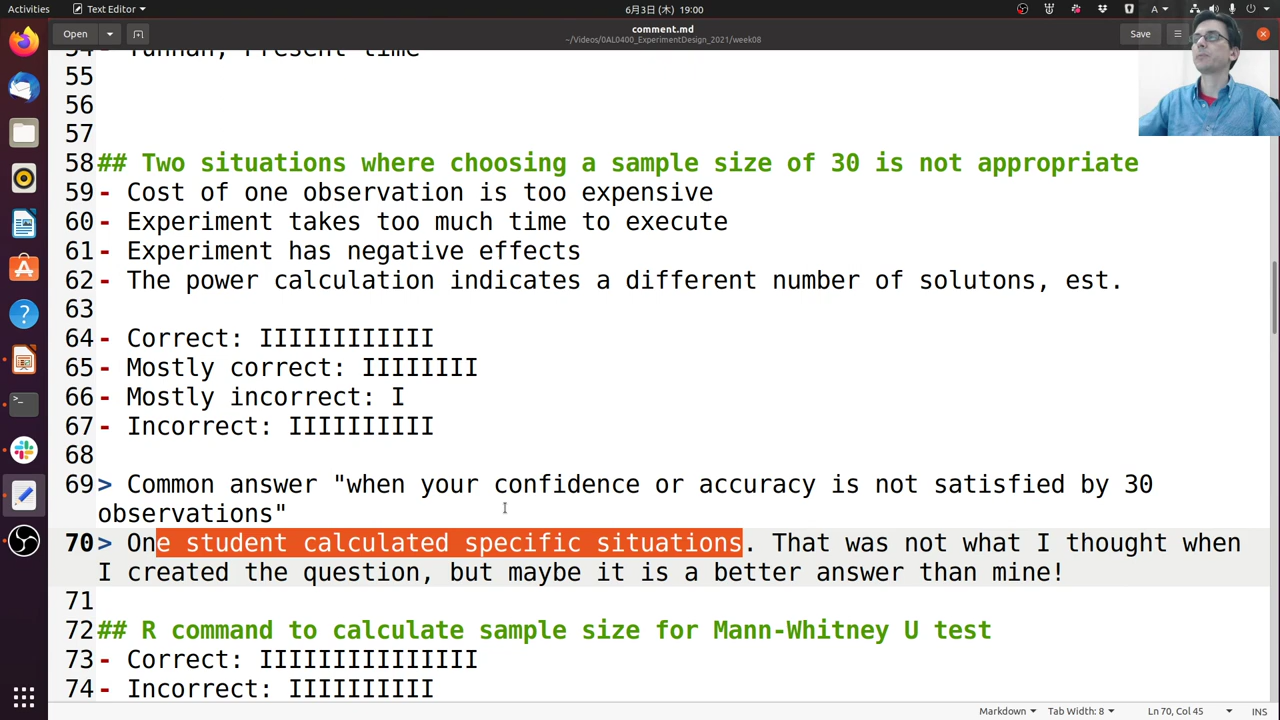 Activities
Text Editor
6月3日 (木) 19:00
A
Open
comment.md
~/Videos/0AL0400_ExperimentDesign_2021/week08
Save
Present time
55
56
57
58 ## Two situations where choosing a sample size of 30 is not appropriate
59 - Cost of one observation is too expensive
60 - Experiment takes too much time to execute
61 - Experiment has negative effects
62 - The power calculation indicates a different number of solutons, est.
63
64 - Correct: IIIIIIIIIIII
65 - Mostly correct: IIIIIIII
66 - Mostly incorrect: I
67 - Incorrect: IIIIIIIIII
68
69 > Common answer "when your confidence or accuracy is not satisfied by 30
observations"
70 > One student calculated specific situations. That was not what I thought when
I created the question, but maybe it is a better answer than mine!
71
72 ## R command to calculate sample size for Mann-Whitney U test
73 - Correct: IIIIIIIIIIIIIII
74 - Incorrect: IIIIIIIIII
Markdown
Tab Width: 8
Ln 70, Col 45
INS